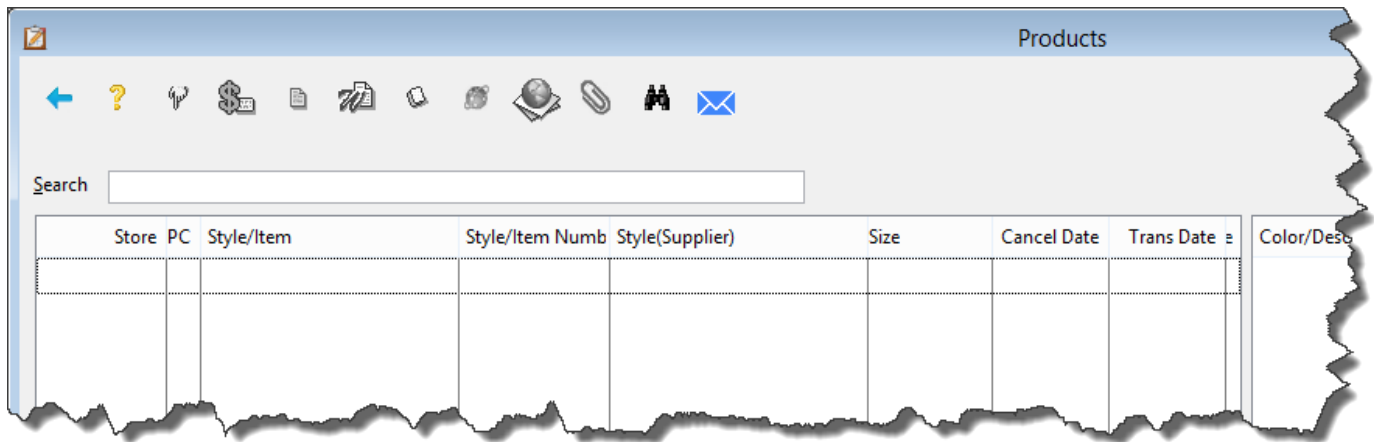 Products
Search
Store PC Style/Item Style/Item Numb Style(Supplier) Size Cancel Date Trans Date e Color/Desc